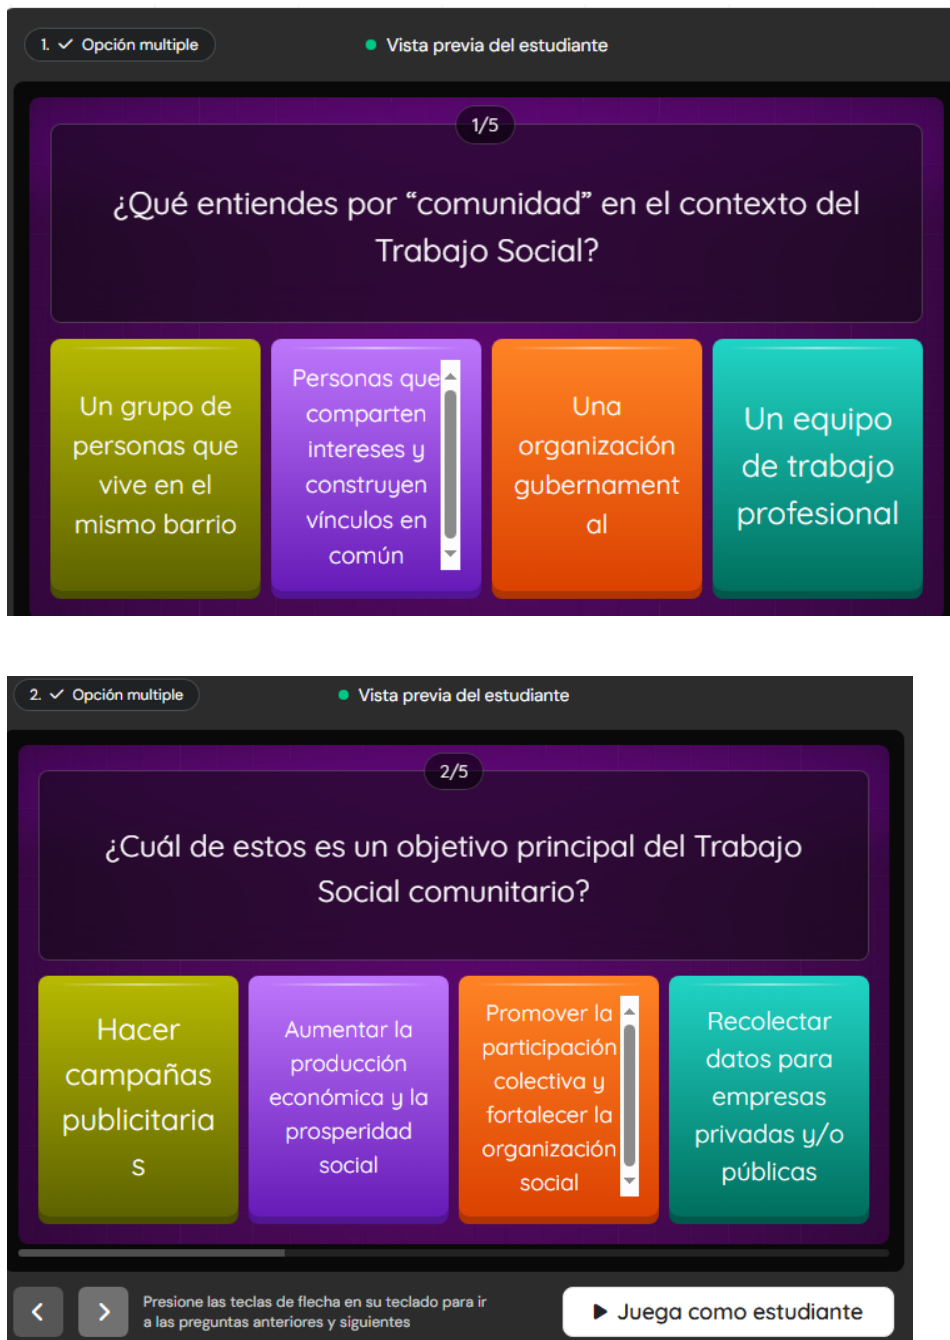 1. ✓ Opción multiple
Vista previa del estudiante
1/5
¿Qué entiendes por “comunidad” en el contexto del
Trabajo Social?
Un grupo de
personas que
vive en el
mismo barrio
Personas que
comparten
intereses y
construyen
vínculos en
común
Una
organización
gubernament
al
Un equipo
de trabajo
profesional
2. ✓ Opción multiple
Vista previa del estudiante
2/5
¿Cuál de estos es un objetivo principal del Trabajo
Social comunitario?
Hacer
campañas
publicitaria
s
Aumentar la
producción
económica y la
prosperidad
social
Promover la
participación
colectiva y
fortalecer la
organización
social
Recolectar
datos para
empresas
privadas y/o
públicas
Presione las teclas de flecha en su teclado para ir
a las preguntas anteriores y siguientes
Juega como estudiante